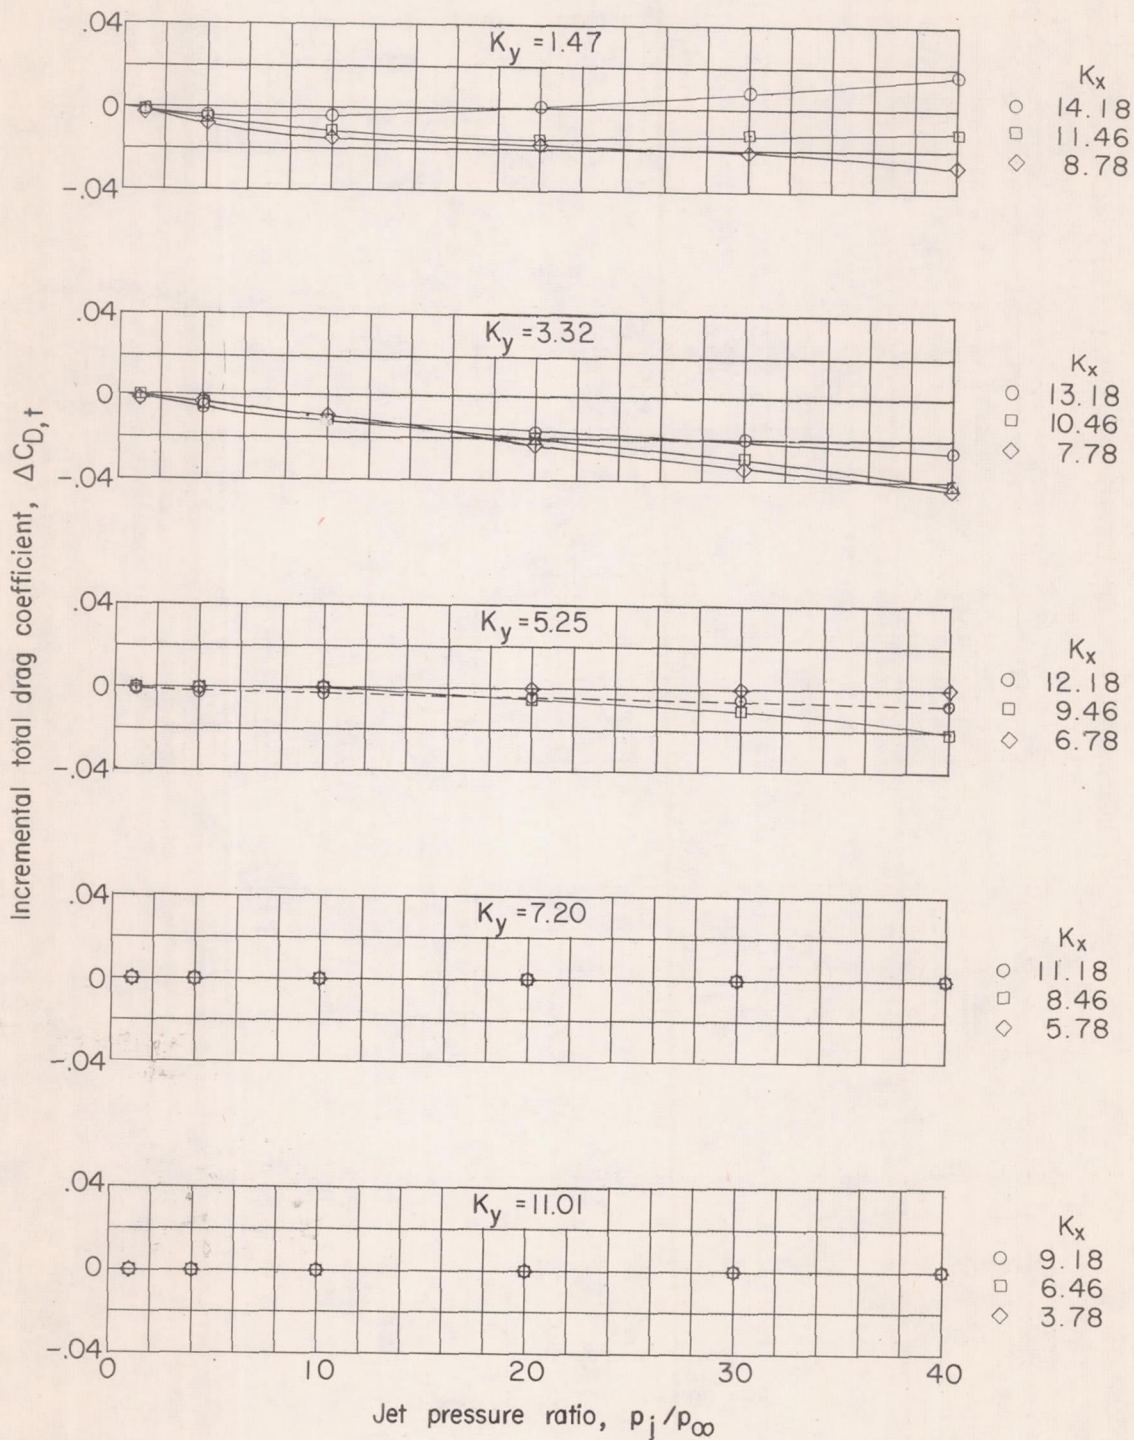 .04
Ky =1.47
0
-.04
Kx
14.18
11.46
8.78
.04
Ky =3.32
0
-.04
Kx
13.18
10.46
7.78
Incremental total drag coefficient, ΔCD,t
.04
Ky =5.25
0
-.04
Kx
12.18
9.46
6.78
.04
Ky =7.20
0
-.04
Kx
11.18
8.46
5.78
.04
Ky =11.01
0
-.04
Kx
9.18
6.46
3.78
0 10 20 30 40
Jet pressure ratio, pj/p∞